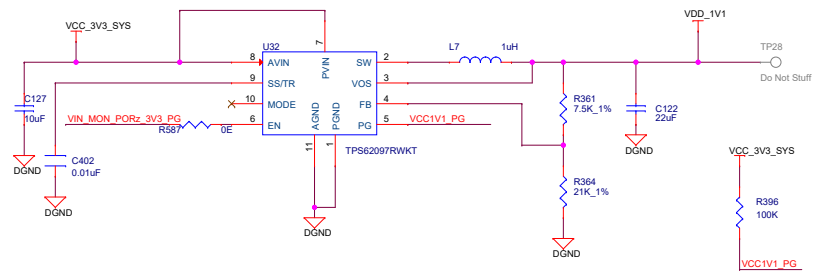 VCC_3V3_SYS
VDD_1V1
U32
7
PVIN
L7
1uH
TP28
Do Not Stuff
8
AVIN
SW
2
9
SS/TR
VOS
3
C127
10uF
10
MODE
FB
4
R361
7.5K_1%
C122
22uF
VIN_MON_PORz_3V3_PG
R587
0E
6
EN
AGND
PGND
PG
5
VCC1V1_PG
11
1
TPS62097RWKT
DGND
C402
0.01uF
DGND
DGND
DGND
R364
21K_1%
DGND
VCC_3V3_SYS
R396
100K
VCC1V1_PG